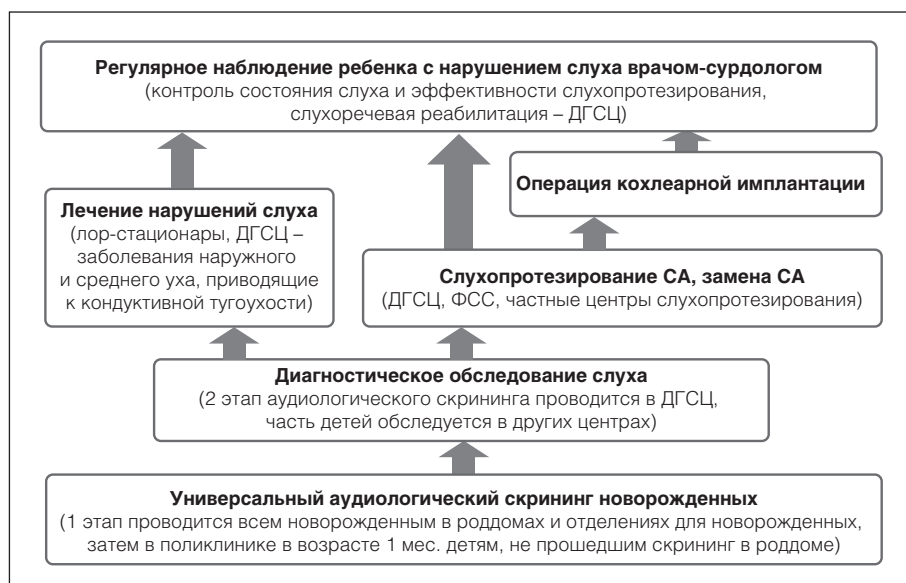 Регулярное наблюдение ребенка с нарушением слуха врачом-сурдологом
(контроль состояния слуха и эффективности слухопротезирования,
слухоречевая реабилитация – ДГСЦ)
Операция кохлеарной имплантации
Лечение нарушений слуха
(лор-стационары, ДГСЦ –
заболевания наружного
и среднего уха, приводящие
к кондуктивной тугоухости)
Слухопротезирование СА, замена СА
(ДГСЦ, ФСС, частные центры слухопротезирования)
Диагностическое обследование слуха
(2 этап аудиологического скрининга проводится в ДГСЦ,
часть детей обследуется в других центрах)
Универсальный аудиологический скрининг новорожденных
(1 этап проводится всем новорожденным в роддомах и отделениях для новорожденных,
затем в поликлинике в возрасте 1 мес. детям, не прошедшим скрининг в роддоме)